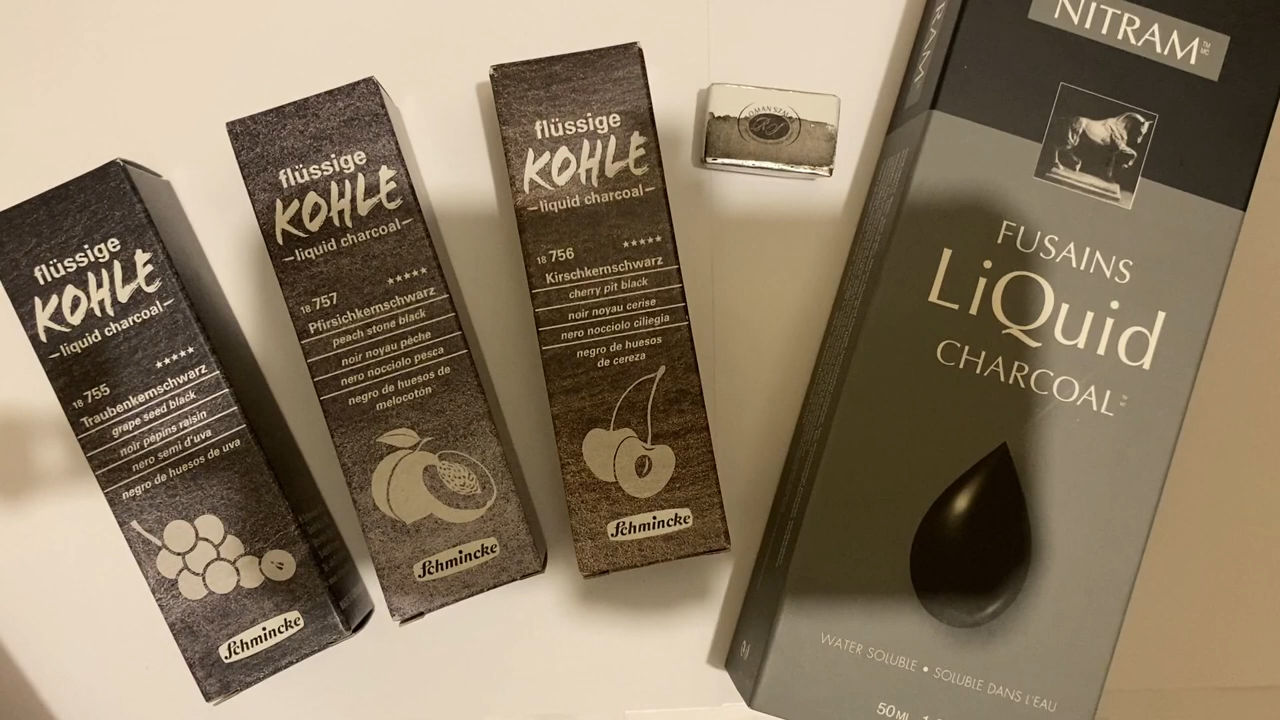 flüssige
KOHLE
–liquid charcoal–
★★★★★
18 755
Traubenkernschwarz
grape seed black
noir pépins raisin
nero semi d'uva
negro de huesos de uva
Schmincke
flüssige
KOHLE
–liquid charcoal–
★★★★★
18 757
Pfirsichkernschwarz
peach stone black
noir noyau pêche
nero nocciolo pesca
negro de huesos de
melocotón
Schmincke
flüssige
KOHLE
–liquid charcoal–
★★★★★
18 756
Kirschkernschwarz
cherry pit black
noir noyau cerise
nero nocciolo ciliegia
negro de huesos
de cereza
Schmincke
RS
NITRAM
FUSAINS
LiQuid
CHARCOAL
WATER SOLUBLE • SOLUBLE DANS L'EAU
50 ML